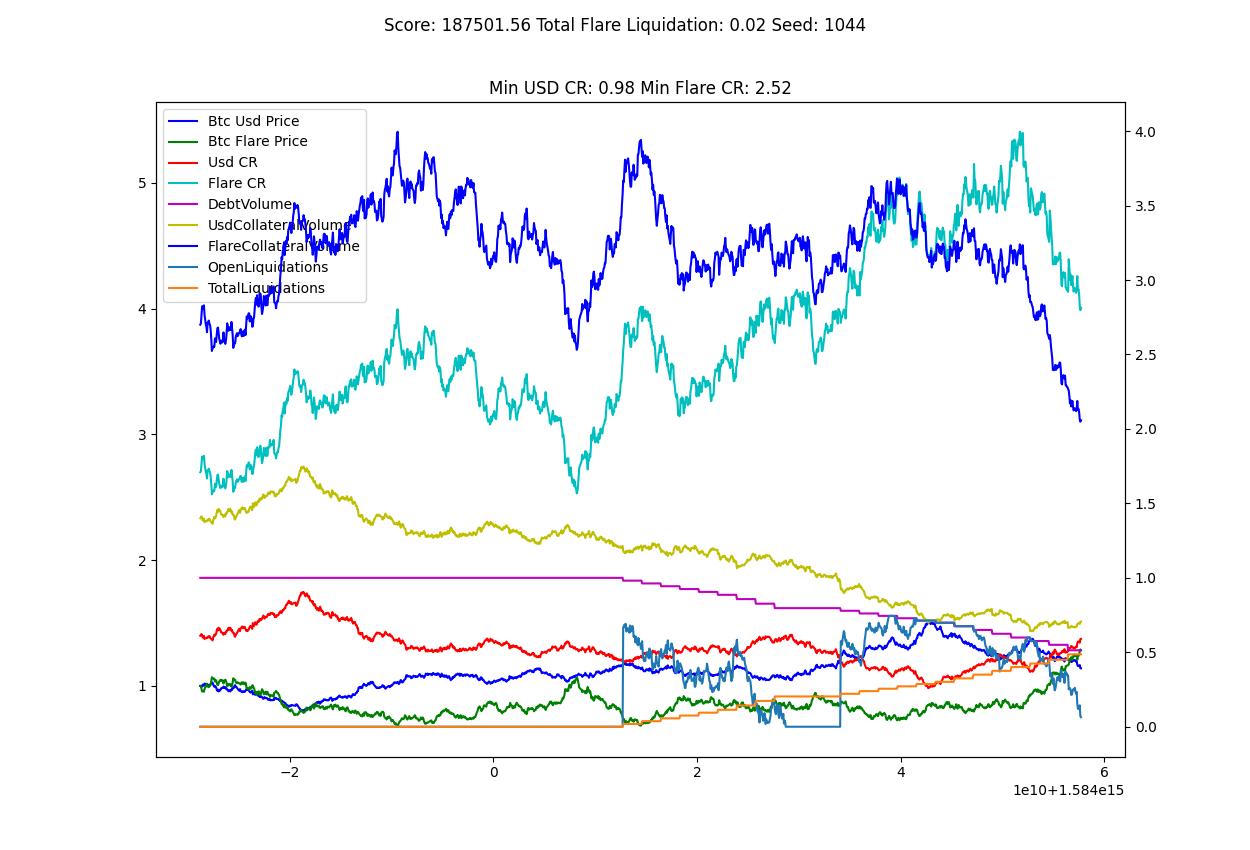 Score: 187501.56 Total Flare Liquidation: 0.02 Seed: 1044
Min USD CR: 0.98 Min Flare CR: 2.52
Btc Usd Price
Btc Flare Price
Usd CR
Flare CR
DebtVolume
UsdCollateralVolume
FlareCollateralVolume
OpenLiquidations
TotalLiquidations
5
4
3
2
1
4.0
3.5
3.0
2.5
2.0
1.5
1.0
0.5
0.0
−2
0
2
4
6
1e10+1.584e15